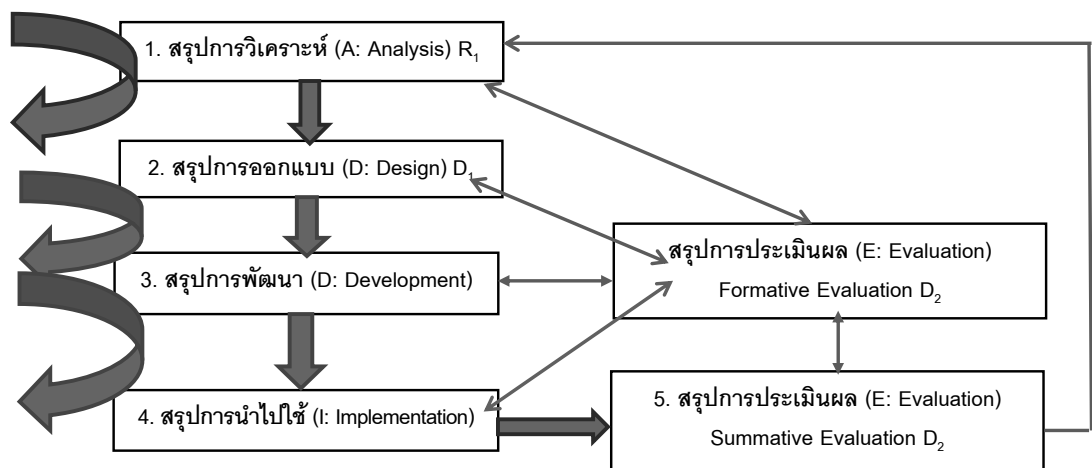 1. สรุปการวิเคราะห์ (A: Analysis) R₁
2. สรุปการออกแบบ (D: Design) D₁
3. สรุปการพัฒนา (D: Development)
สรุปการประเมินผล (E: Evaluation)
Formative Evaluation D₂
4. สรุปการนำไปใช้ (I: Implementation)
5. สรุปการประเมินผล (E: Evaluation)
Summative Evaluation D₂